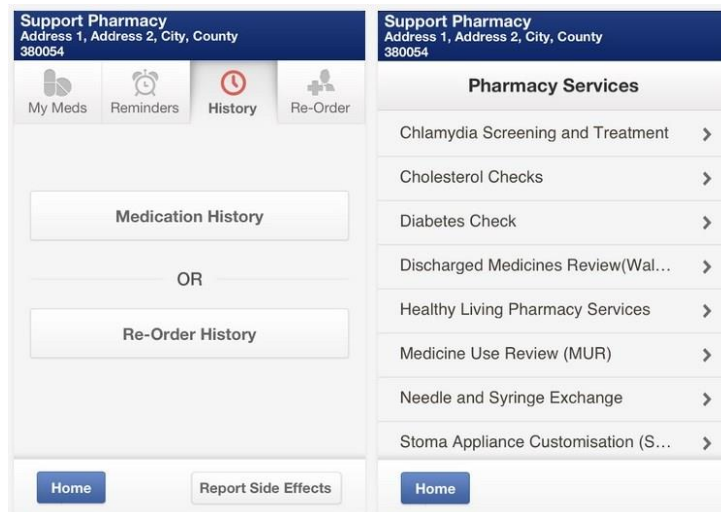 Support Pharmacy
Address 1, Address 2, City, County
380054
My Meds
Reminders
History
Re-Order
Medication History
OR
Re-Order History
Home
Report Side Effects
Support Pharmacy
Address 1, Address 2, City, County
380054
Pharmacy Services
Chlamydia Screening and Treatment
Cholesterol Checks
Diabetes Check
Discharged Medicines Review(Wal...
Healthy Living Pharmacy Services
Medicine Use Review (MUR)
Needle and Syringe Exchange
Stoma Appliance Customisation (S...
Home